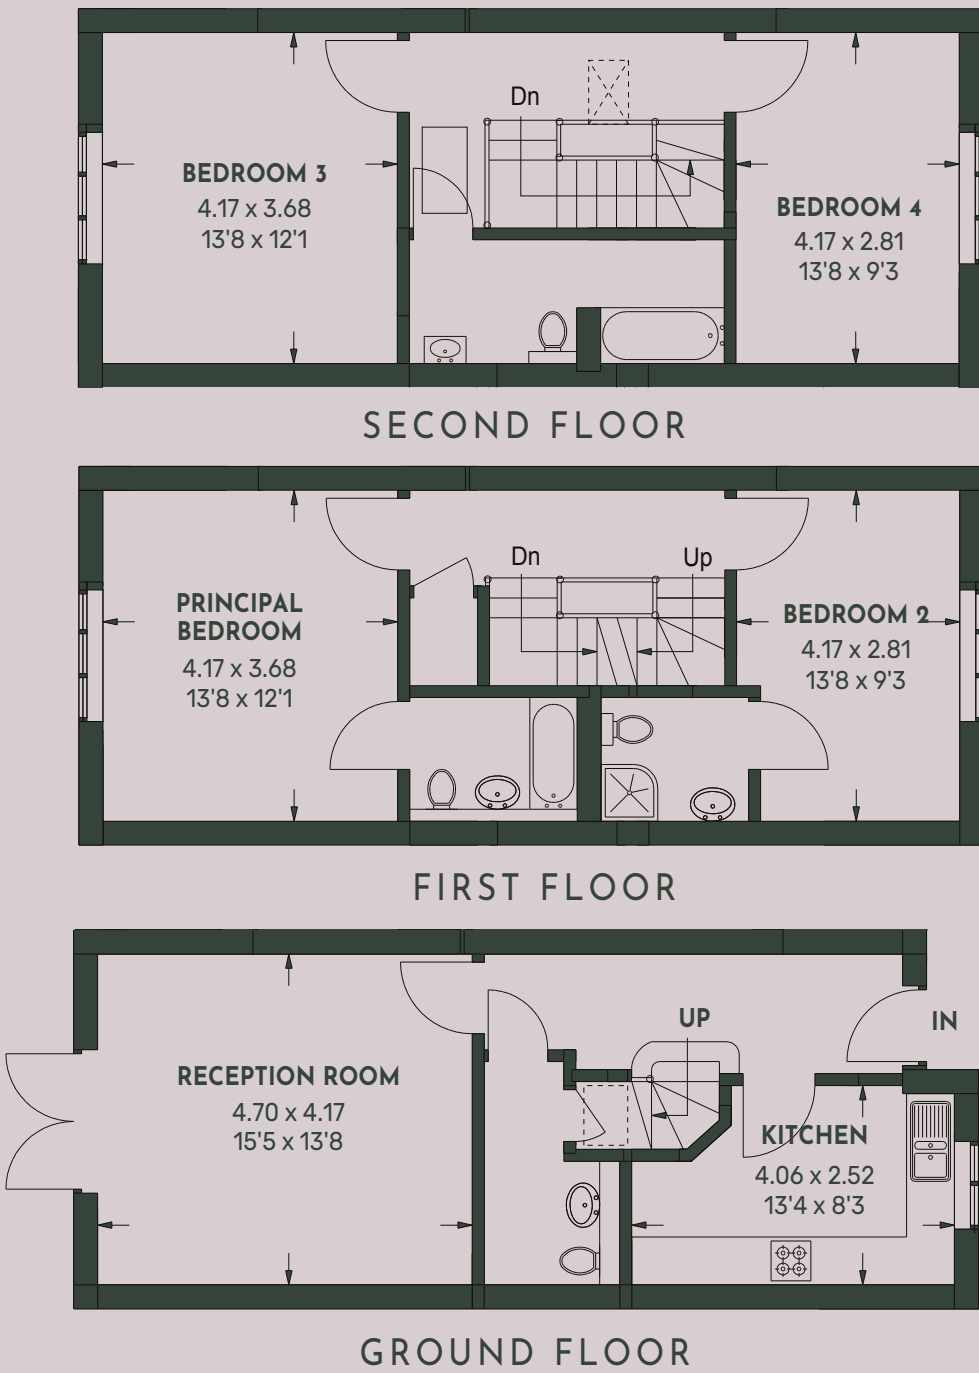 Dn
BEDROOM 3
4.17 x 3.68
13'8 x 12'1
BEDROOM 4
4.17 x 2.81
13'8 x 9'3
SECOND FLOOR
Dn
Up
PRINCIPAL
BEDROOM
4.17 x 3.68
13'8 x 12'1
BEDROOM 2
4.17 x 2.81
13'8 x 9'3
FIRST FLOOR
UP
IN
RECEPTION ROOM
4.70 x 4.17
15'5 x 13'8
KITCHEN
4.06 x 2.52
13'4 x 8'3
GROUND FLOOR